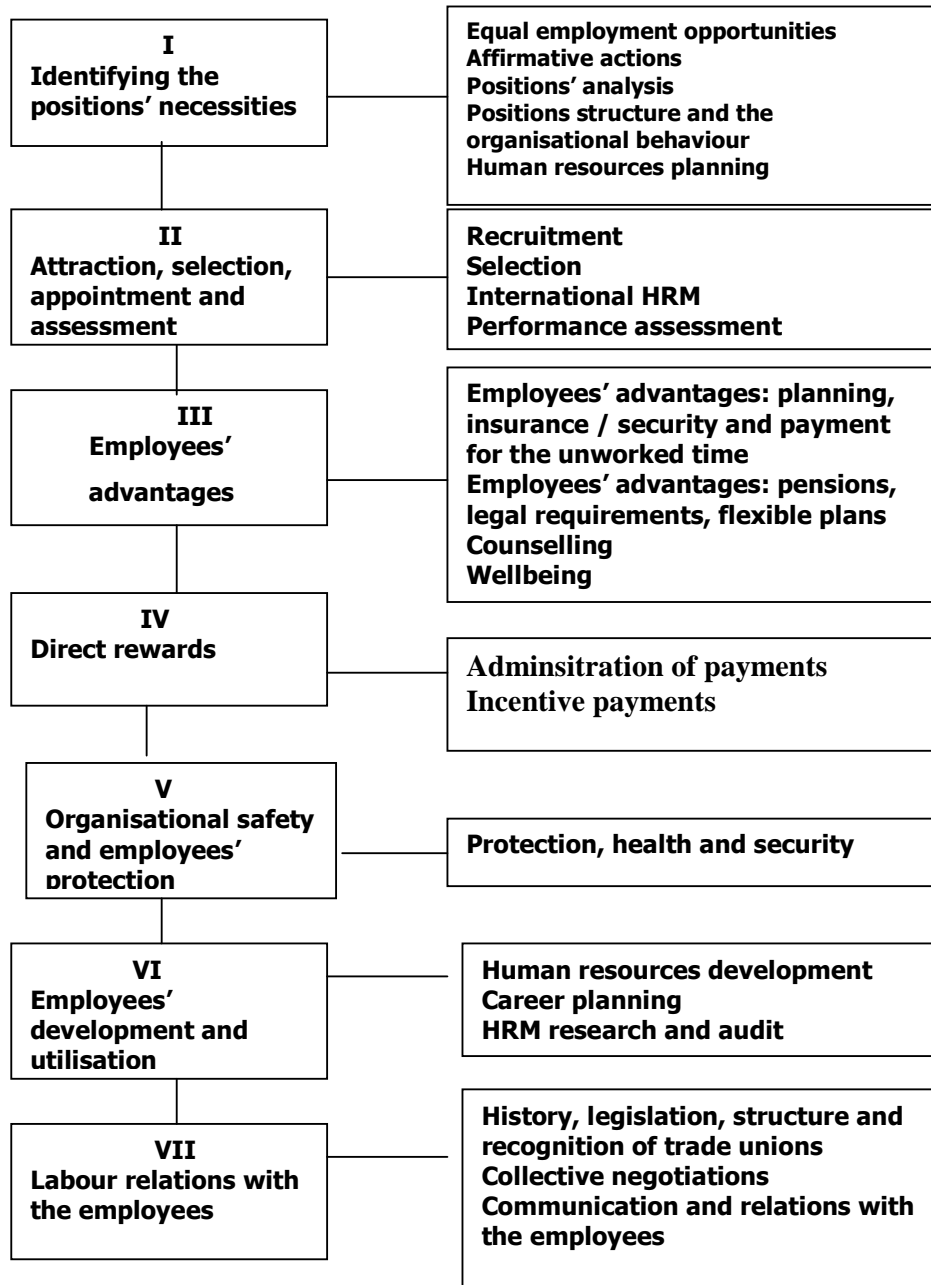 I
Identifying the
positions’ necessities
Equal employment opportunities
Affirmative actions
Positions’ analysis
Positions structure and the
organisational behaviour
Human resources planning
II
Attraction, selection,
appointment and
assessment
Recruitment
Selection
International HRM
Performance assessment
III
Employees’
advantages
Employees’ advantages: planning,
insurance / security and payment
for the unworked time
Employees’ advantages: pensions,
legal requirements, flexible plans
Counselling
Wellbeing
IV
Direct rewards
Adminsitration of payments
Incentive payments
V
Organisational safety
and employees’
protection
Protection, health and security
VI
Employees’
development and
utilisation
Human resources development
Career planning
HRM research and audit
VII
Labour relations with
the employees
History, legislation, structure and
recognition of trade unions
Collective negotiations
Communication and relations with
the employees